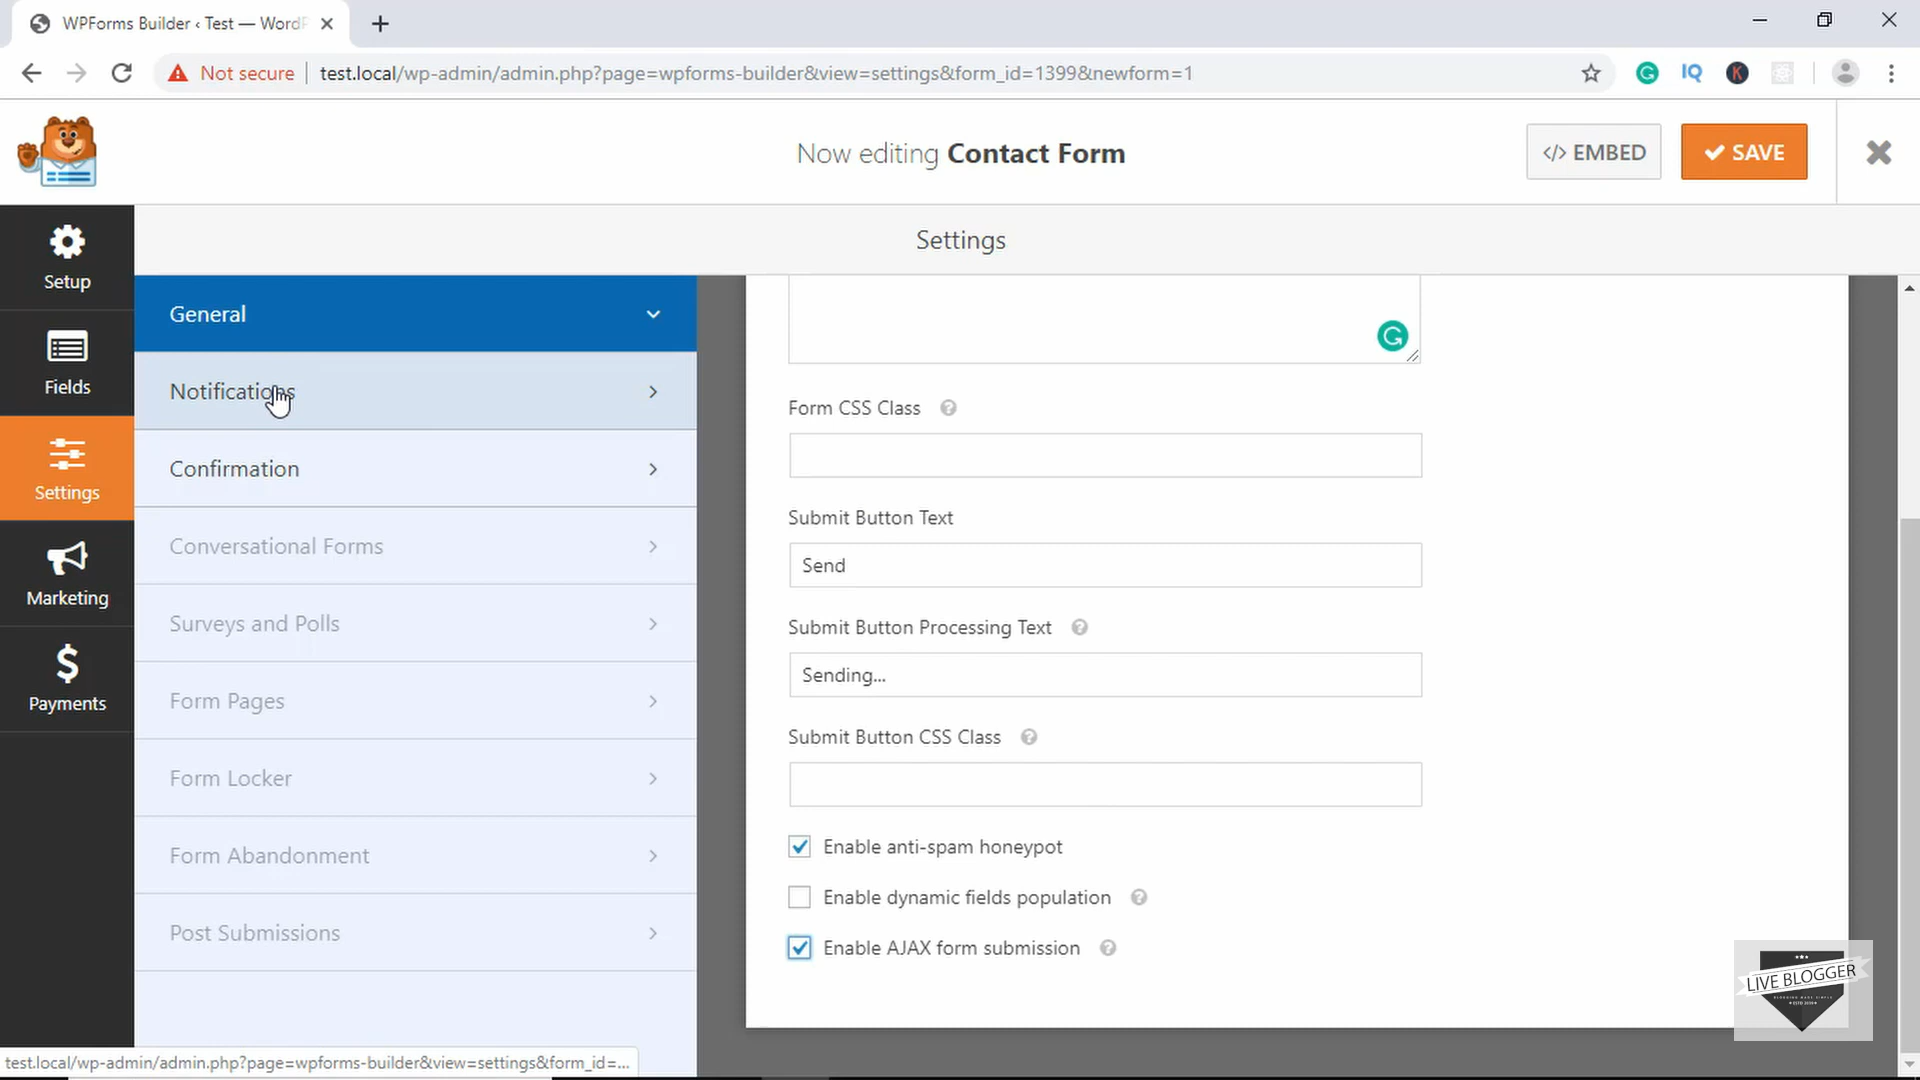 WPForms Builder ‹ Test — WordP
Not secure
test.local/wp-admin/admin.php?page=wpforms-builder&view=settings&form_id=1399&newform=1
IQ
K
Now editing Contact Form
</> EMBED
SAVE
Setup
Fields
Settings
Marketing
Payments
Settings
General
Notifications
Confirmation
Conversational Forms
Surveys and Polls
Form Pages
Form Locker
Form Abandonment
Post Submissions
Form CSS Class
Submit Button Text
Send
Submit Button Processing Text
Sending...
Submit Button CSS Class
Enable anti-spam honeypot
Enable dynamic fields population
Enable AJAX form submission
LIVE BLOGGER
test.local/wp-admin/admin.php?page=wpforms-builder&view=settings&form_id=...